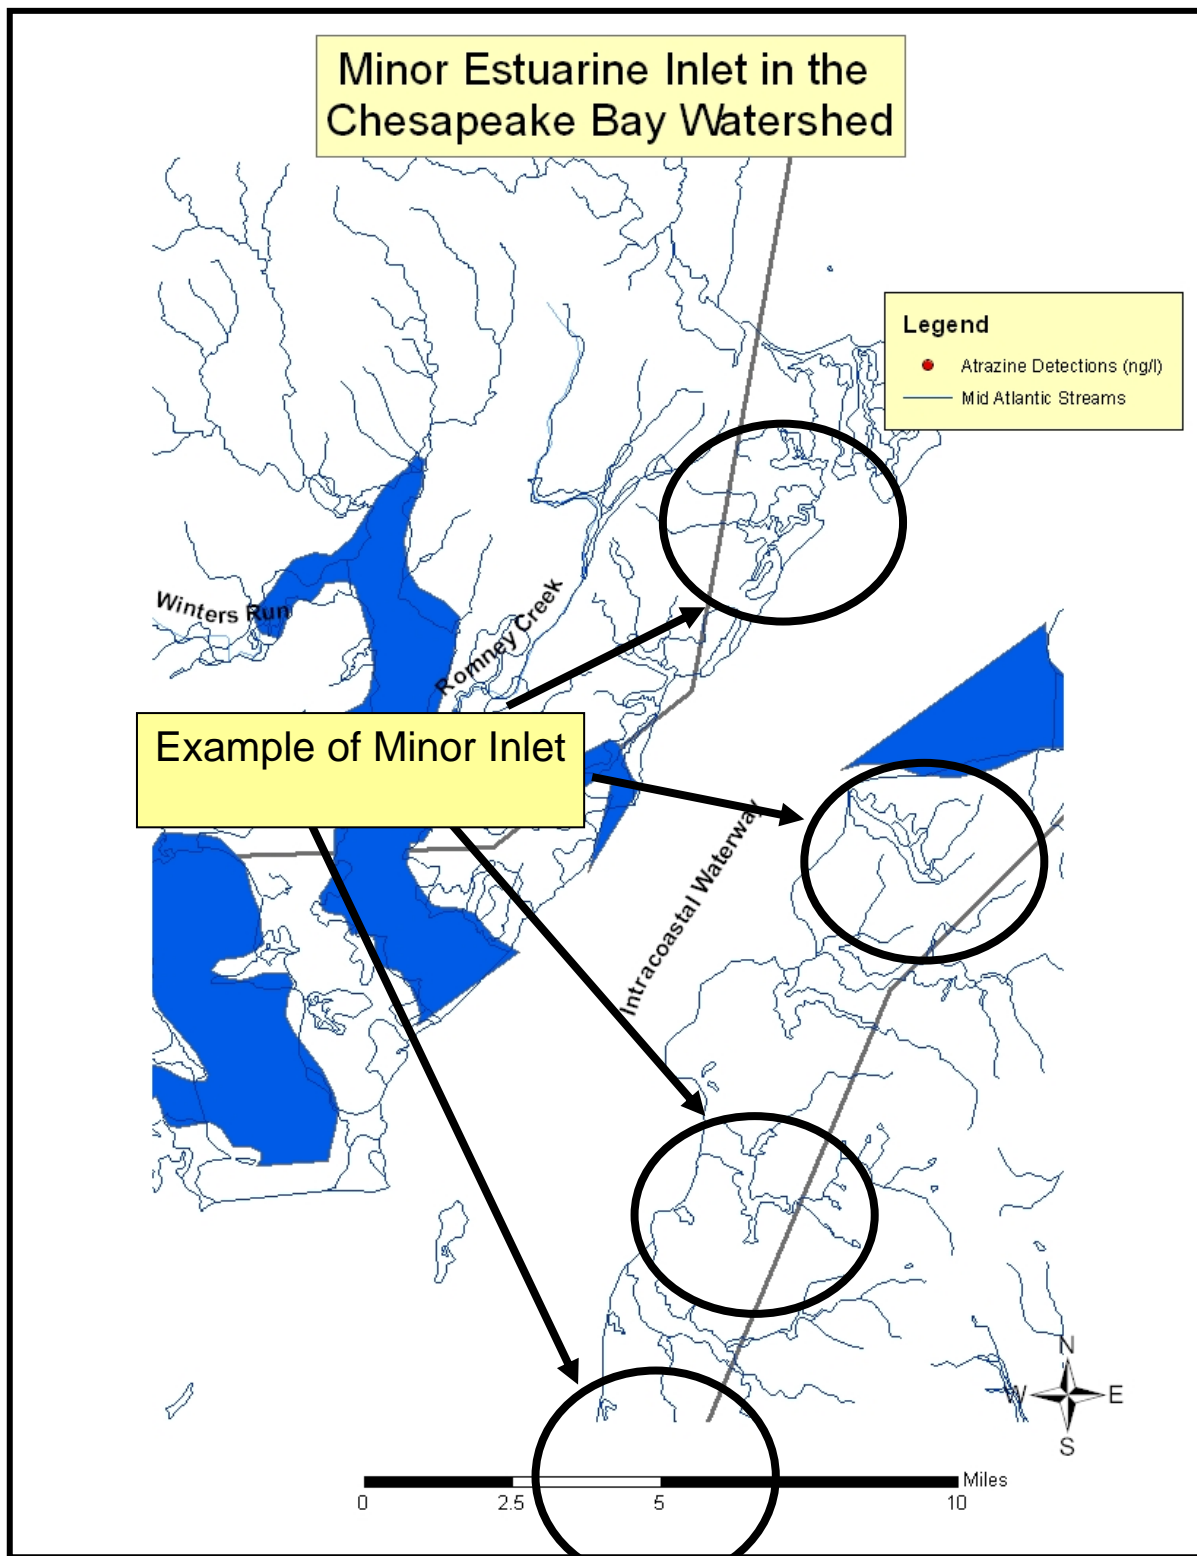 Minor Estuarine Inlet in the
Chesapeake Bay Watershed
Legend
Atrazine Detections (ng/l)
Mid Atlantic Streams
Winters Run
Romney Creek
Example of Minor Inlet
Intracoastal Waterway
N
W E
S
Miles
0 2.5 5 10